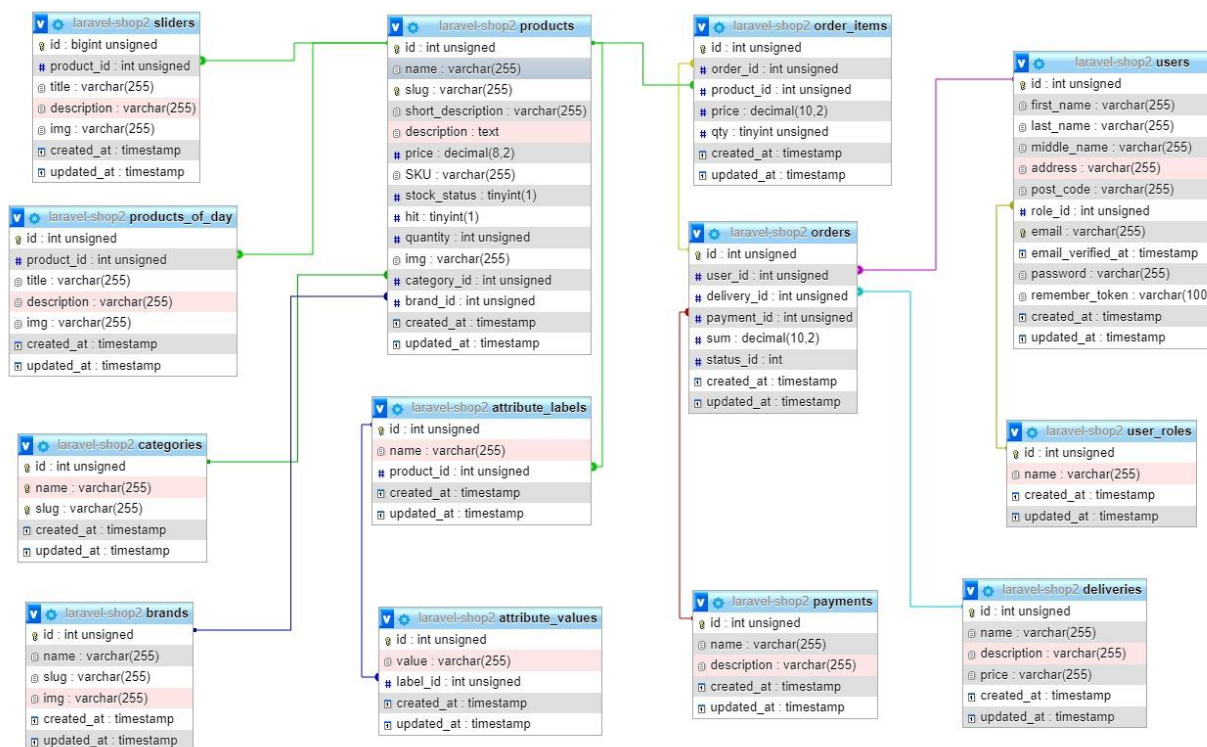 laravel-shop2 sliders
id : bigint unsigned
product_id : int unsigned
title : varchar(255)
description : varchar(255)
img : varchar(255)
created_at : timestamp
updated_at : timestamp
laravel-shop2 products_of_day
id : int unsigned
product_id : int unsigned
title : varchar(255)
description : varchar(255)
img : varchar(255)
created_at : timestamp
updated_at : timestamp
laravel-shop2 categories
id : int unsigned
name : varchar(255)
slug : varchar(255)
created_at : timestamp
updated_at : timestamp
laravel-shop2 brands
id : int unsigned
name : varchar(255)
slug : varchar(255)
img : varchar(255)
created_at : timestamp
updated_at : timestamp
laravel-shop2 products
id : int unsigned
name : varchar(255)
slug : varchar(255)
short_description : varchar(255)
description : text
price : decimal(8,2)
SKU : varchar(255)
stock_status : tinyint(1)
hit : tinyint(1)
quantity : int unsigned
img : varchar(255)
category_id : int unsigned
brand_id : int unsigned
created_at : timestamp
updated_at : timestamp
laravel-shop2 attribute_labels
id : int unsigned
name : varchar(255)
product_id : int unsigned
created_at : timestamp
updated_at : timestamp
laravel-shop2 attribute_values
id : int unsigned
value : varchar(255)
label_id : int unsigned
created_at : timestamp
updated_at : timestamp
laravel-shop2 order_items
id : int unsigned
order_id : int unsigned
product_id : int unsigned
price : decimal(10,2)
qty : tinyint unsigned
created_at : timestamp
updated_at : timestamp
laravel-shop2 orders
id : int unsigned
user_id : int unsigned
delivery_id : int unsigned
payment_id : int unsigned
sum : decimal(10,2)
status_id : int
created_at : timestamp
updated_at : timestamp
laravel-shop2 payments
id : int unsigned
name : varchar(255)
description : varchar(255)
created_at : timestamp
updated_at : timestamp
laravel-shop2 users
id : int unsigned
first_name : varchar(255)
last_name : varchar(255)
middle_name : varchar(255)
address : varchar(255)
post_code : varchar(255)
role_id : int unsigned
email : varchar(255)
email_verified_at : timestamp
password : varchar(255)
remember_token : varchar(100
created_at : timestamp
updated_at : timestamp
laravel-shop2 user_roles
id : int unsigned
name : varchar(255)
created_at : timestamp
updated_at : timestamp
laravel-shop2 deliveries
id : int unsigned
name : varchar(255)
description : varchar(255)
price : varchar(255)
created_at : timestamp
updated_at : timestamp